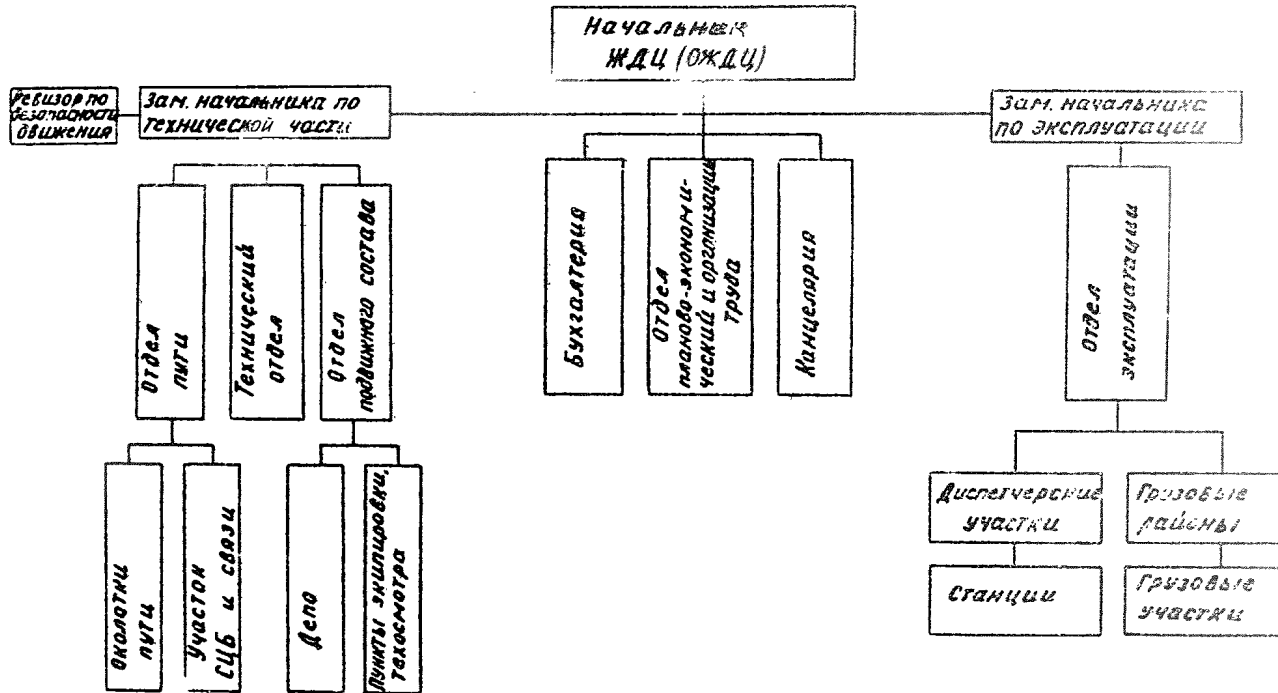 Начальник
ЖДЦ (ОЖДЦ)
Ревизор по
безопасности
движения
Зам. начальника по
технической части
Зам. начальника
по эксплуатации
Отдел
пути
Технический
отдел
Отдел
подвижного состава
Бухгалтерия
Отдел
планово-экономи-
ческий и организации
труда
Канцелярия
Отдел
эксплуатации
Околотки
пути
Участок
СЦБ и связи
Депо
Пункты экипировки,
техосмотра
Диспетчерские
участки
Грузовые
районы
Станции
Грузовые
участки